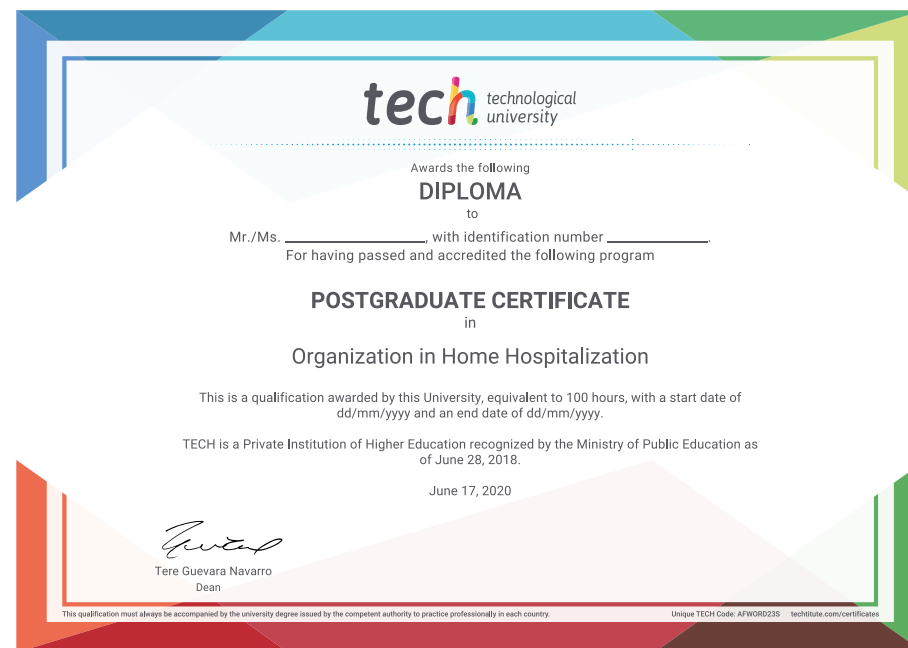 tech technological
university
Awards the following
DIPLOMA
to
Mr./Ms. ____________________, with identification number ______________.
For having passed and accredited the following program
POSTGRADUATE CERTIFICATE
in
Organization in Home Hospitalization
This is a qualification awarded by this University, equivalent to 100 hours, with a start date of
dd/mm/yyyy and an end date of dd/mm/yyyy.
TECH is a Private Institution of Higher Education recognized by the Ministry of Public Education as
of June 28, 2018.
June 17, 2020
Tere Guevara Navarro
Dean
This qualification must always be accompanied by the university degree issued by the competent authority to practice professionally in each country. Unique TECH Code: AFWORD23S techtitute.com/certificates